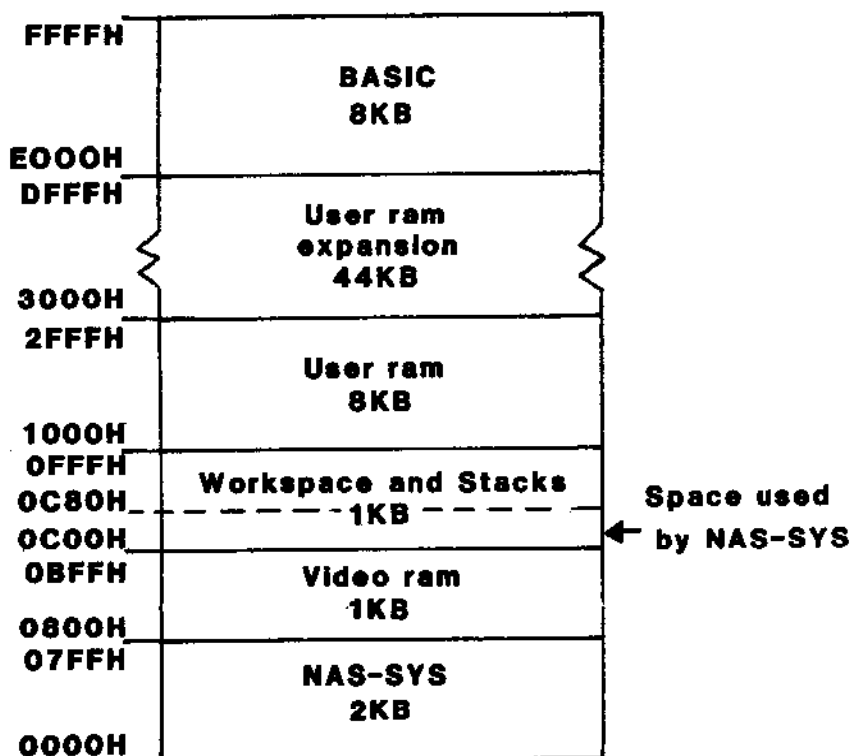 FFFFH
BASIC
8KB
E000H
DFFFH
User ram
expansion
44KB
3000H
2FFFH
User ram
8KB
1000H
0FFFH
Workspace and Stacks
0C80H
1KB
Space used
by NAS-SYS
0C00H
0BFFH
Video ram
1KB
0800H
07FFH
NAS-SYS
2KB
0000H